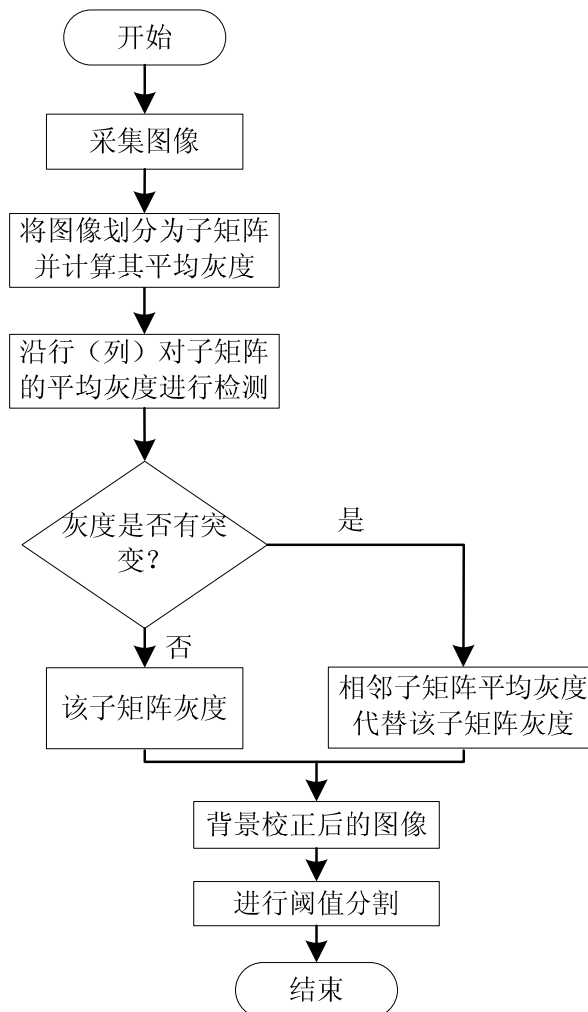 开始
采集图像
将图像划分为子矩阵
并计算其平均灰度
沿行（列）对子矩阵
的平均灰度进行检测
灰度是否有突
变?
是
否
该子矩阵灰度
相邻子矩阵平均灰度
代替该子矩阵灰度
背景校正后的图像
进行阈值分割
结束